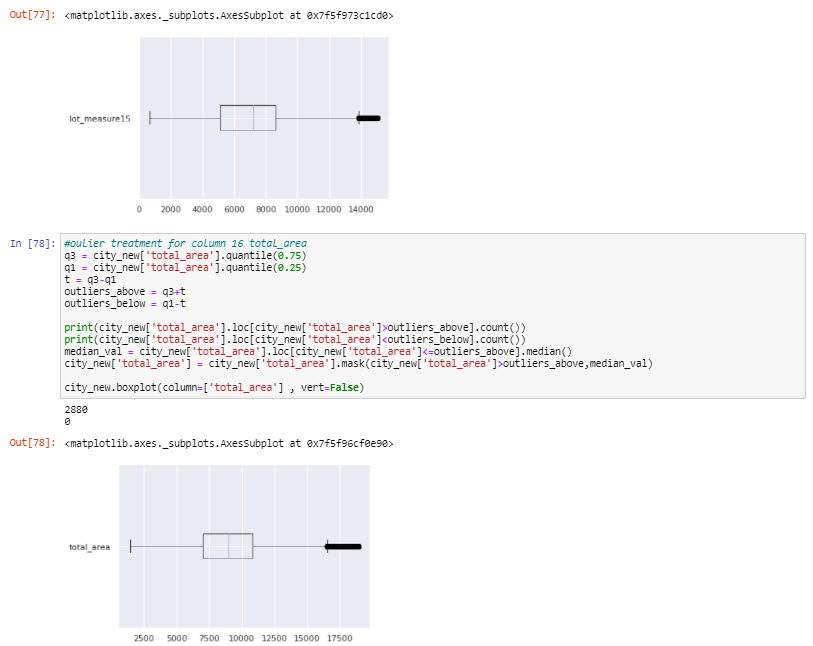 Out[77]: <matplotlib.axes._subplots.AxesSubplot at 0x7f5f973c1cd0>
lot_measure15
0 2000 4000 6000 8000 10000 12000 14000
In [78]: #oulier treatment for column 16 total_area
q3 = city_new['total_area'].quantile(0.75)
q1 = city_new['total_area'].quantile(0.25)
t = q3-q1
outliers_above = q3+t
outliers_below = q1-t
print(city_new['total_area'].loc[city_new['total_area']>outliers_above].count())
print(city_new['total_area'].loc[city_new['total_area']<outliers_below].count())
median_val = city_new['total_area'].loc[city_new['total_area']<=outliers_above].median()
city_new['total_area'] = city_new['total_area'].mask(city_new['total_area']>outliers_above,median_val)
city_new.boxplot(column=['total_area'] , vert=False)
2880
0
Out[78]: <matplotlib.axes._subplots.AxesSubplot at 0x7f5f96cf0e90>
total_area
2500 5000 7500 10000 12500 15000 17500